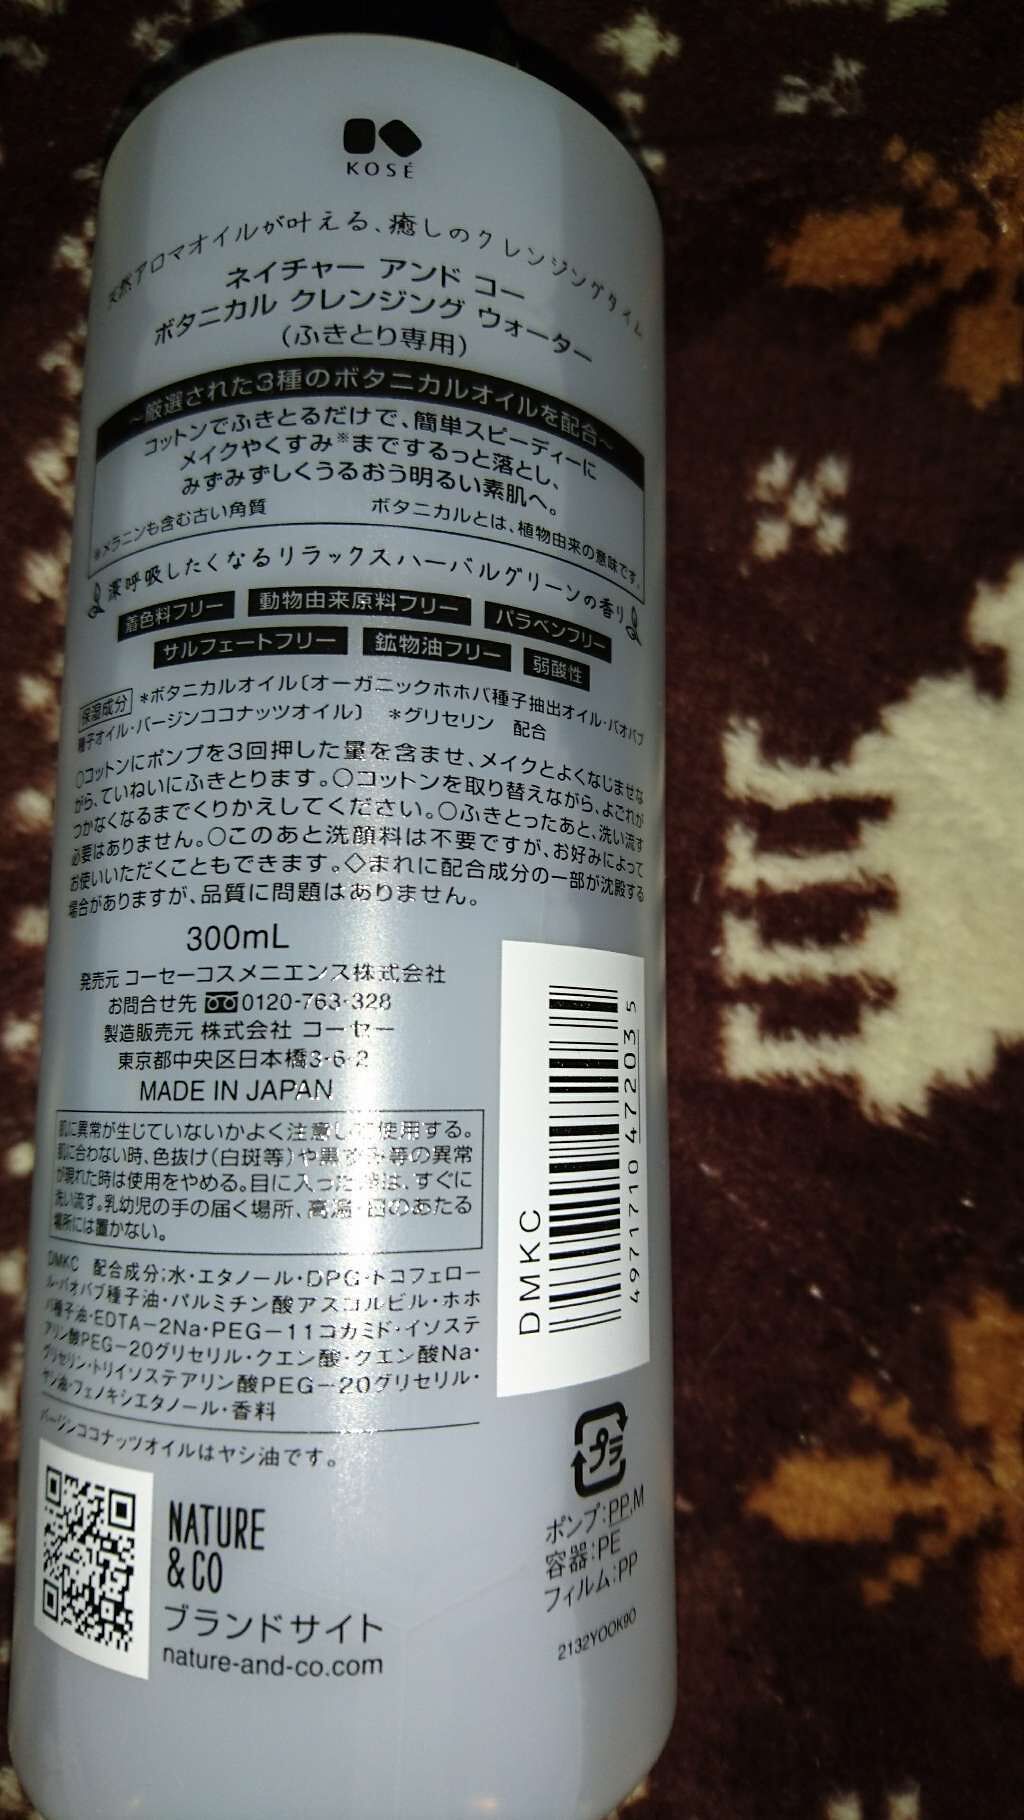 KOSÉ
天然アロマオイルが叶える、癒しのクレンジングタイム
ネイチャー アンド コー
ボタニカル クレンジング ウォーター
(ふきとり専用)
～厳選された3種のボタニカルオイルを配合～
コットンでふきとるだけで、簡単スピーディーに
メイクやくすみ※まですーるっと落とし、
みずみずしくうるおう明るい素肌へ。
※メラニンも含む古い角質
ボタニカルとは、植物由来の意味です。
深呼吸したくなるリラックスハーバルグリーンの香り
着色料フリー 動物由来原料フリー パラベンフリー
サルフェートフリー 鉱物油フリー 弱酸性
保湿成分 *ボタニカルオイル〔オーガニックホホバ種子抽出オイル・バオバブ
種子オイル・バージンココナッツオイル〕 *グリセリン 配合
○コットンにポンプを3回押した量を含ませ、メイクとよくなじませな
がら、ていねいにふきとります。○コットンを取り替えながら、よごれが
つかなくなるまでくりかえしてください。○ふきとったあと、洗い流す
必要はありません。○このあと洗顔料は不要ですが、お好みによって
お使いいただくこともできます。◇まれに配合成分の一部が沈殿する
場合がありますが、品質に問題はありません。
300mL
発売元 コーセーコスメニエンス株式会社
お問合せ先 0120-763-328
製造販売元 株式会社 コーセー
東京都中央区日本橋3-6-2
MADE IN JAPAN
肌に異常が生じていないかよく注意して使用する。
肌に合わない時、色抜け(白斑等)や黒ずみ等の異常
が現れた時は使用をやめる。目に入った時は、すぐに
洗い流す。乳幼児の手の届く場所、高温・日のあたる
場所には置かない。
DMKC 配合成分;水・エタノール・DPG・トコフェロー
ル・バオバブ種子油・パルミチン酸アスコルビル・ホホ
バ種子油・EDTA-2Na・PEG-11コカミド・イソステ
アリン酸PEG-20グリセリル・クエン酸・クエン酸Na・
グリセリン・トリイソステアリン酸PEG-20グリセリル・
ヤシ油・フェノキシエタノール・香料
バージンココナッツオイルはヤシ油です。
NATURE
& CO
ブランドサイト
nature-and-co.com
DMKC
4971710 472035
プラ
ポンプ:PP,M
容器:PE
フィルム:PP
2132YOOK90